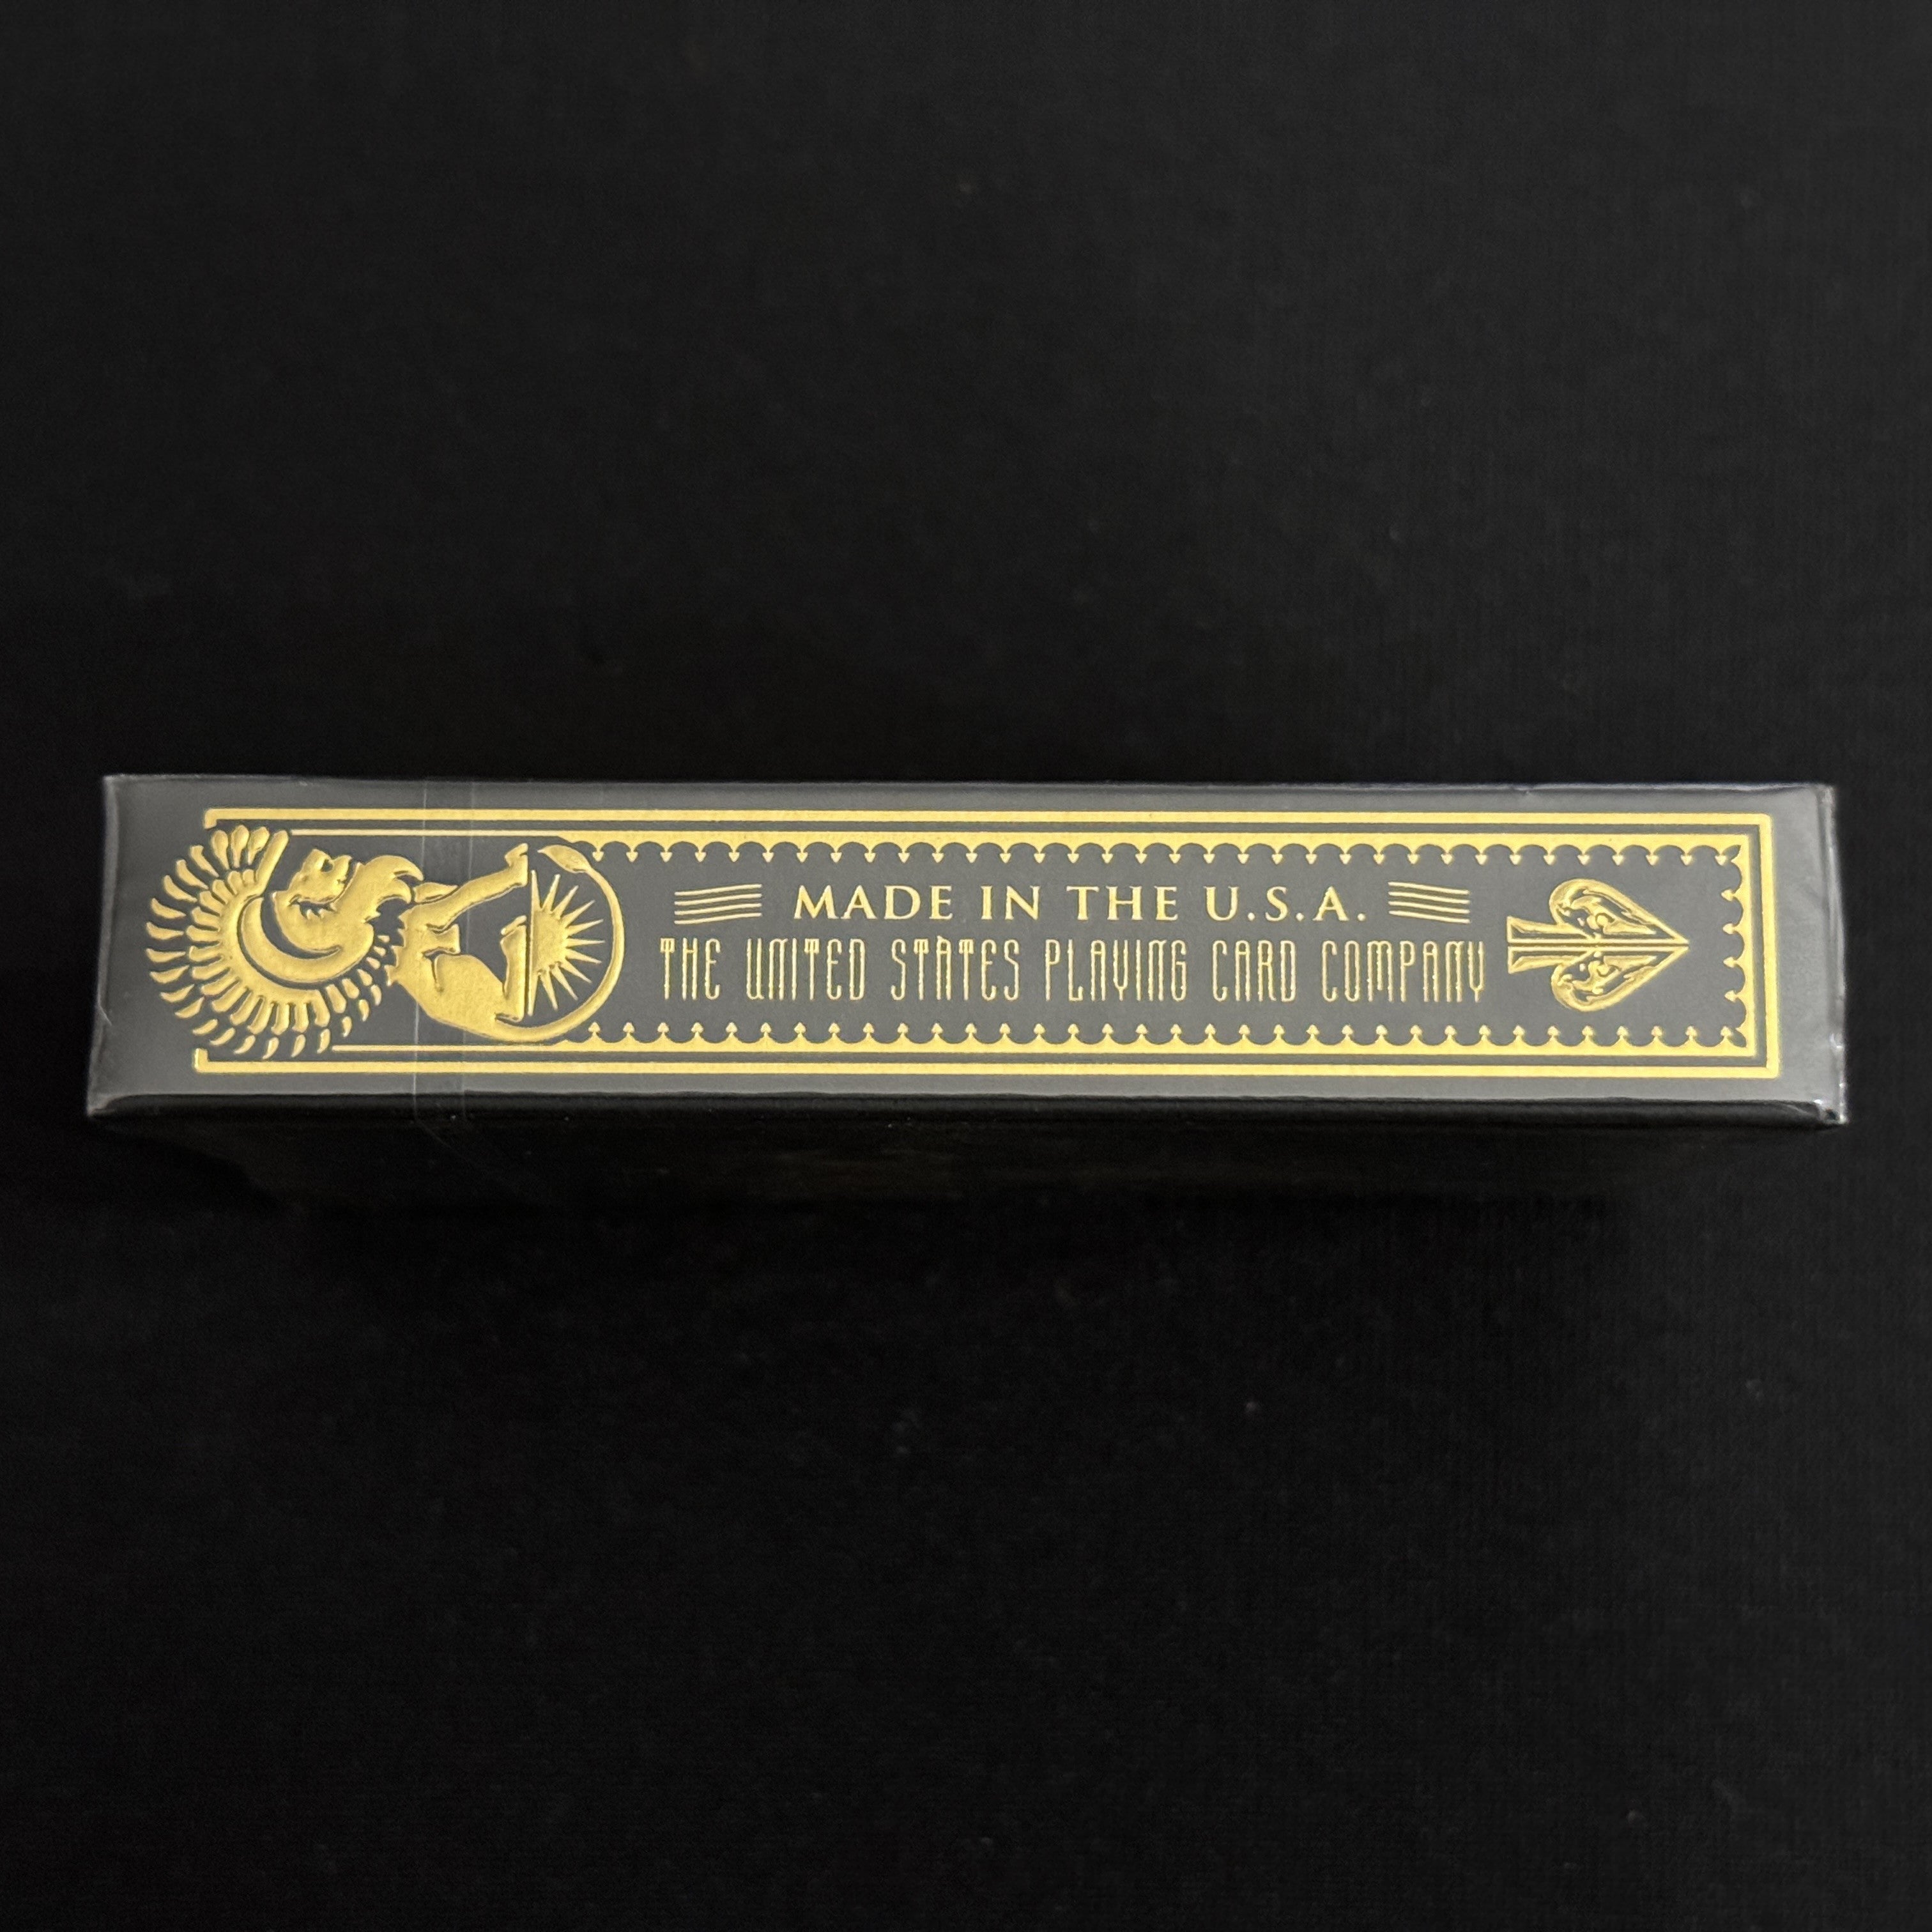 MADE IN THE U.S.A.
THE UNITED STATES PLAYING CARD COMPANY